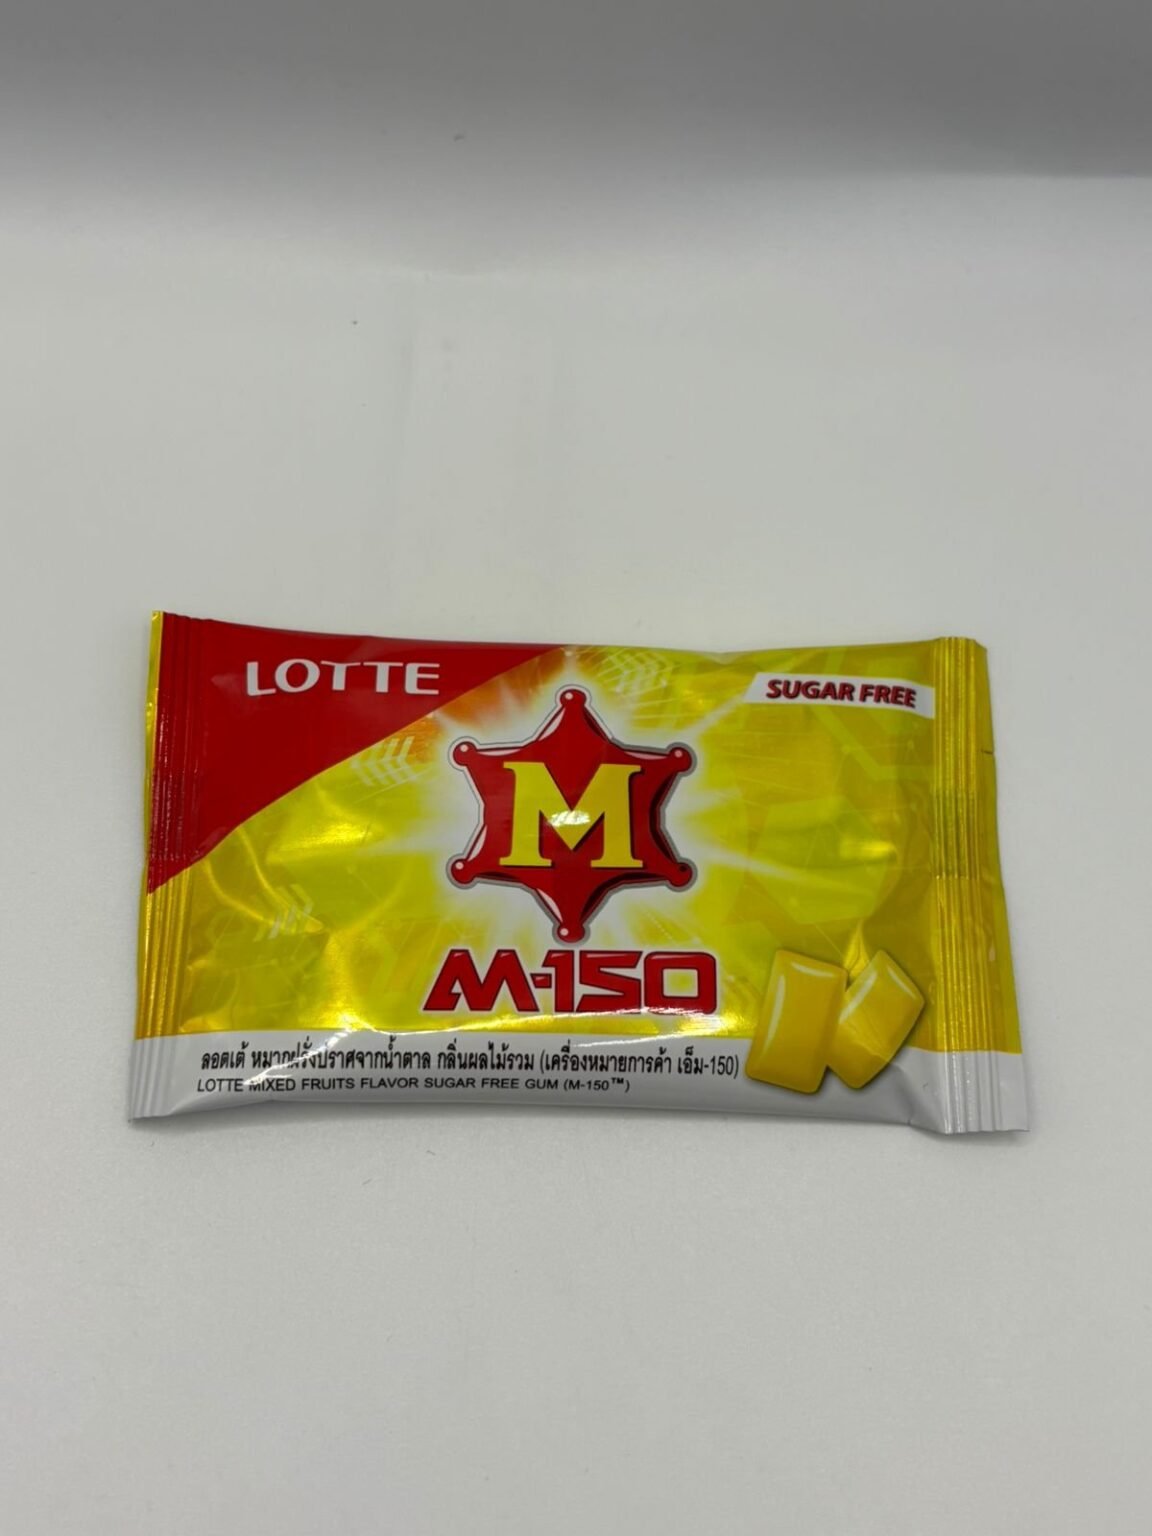 LOTTE
SUGAR FREE
M
M-150
ลอตเต้ หมากฝรั่งปราศจากน้ำตาล กลิ่นผลไม้รวม (เครื่องหมายการค้า เอ็ม-150)
LOTTE MIXED FRUITS FLAVOR SUGAR FREE GUM (M-150™)